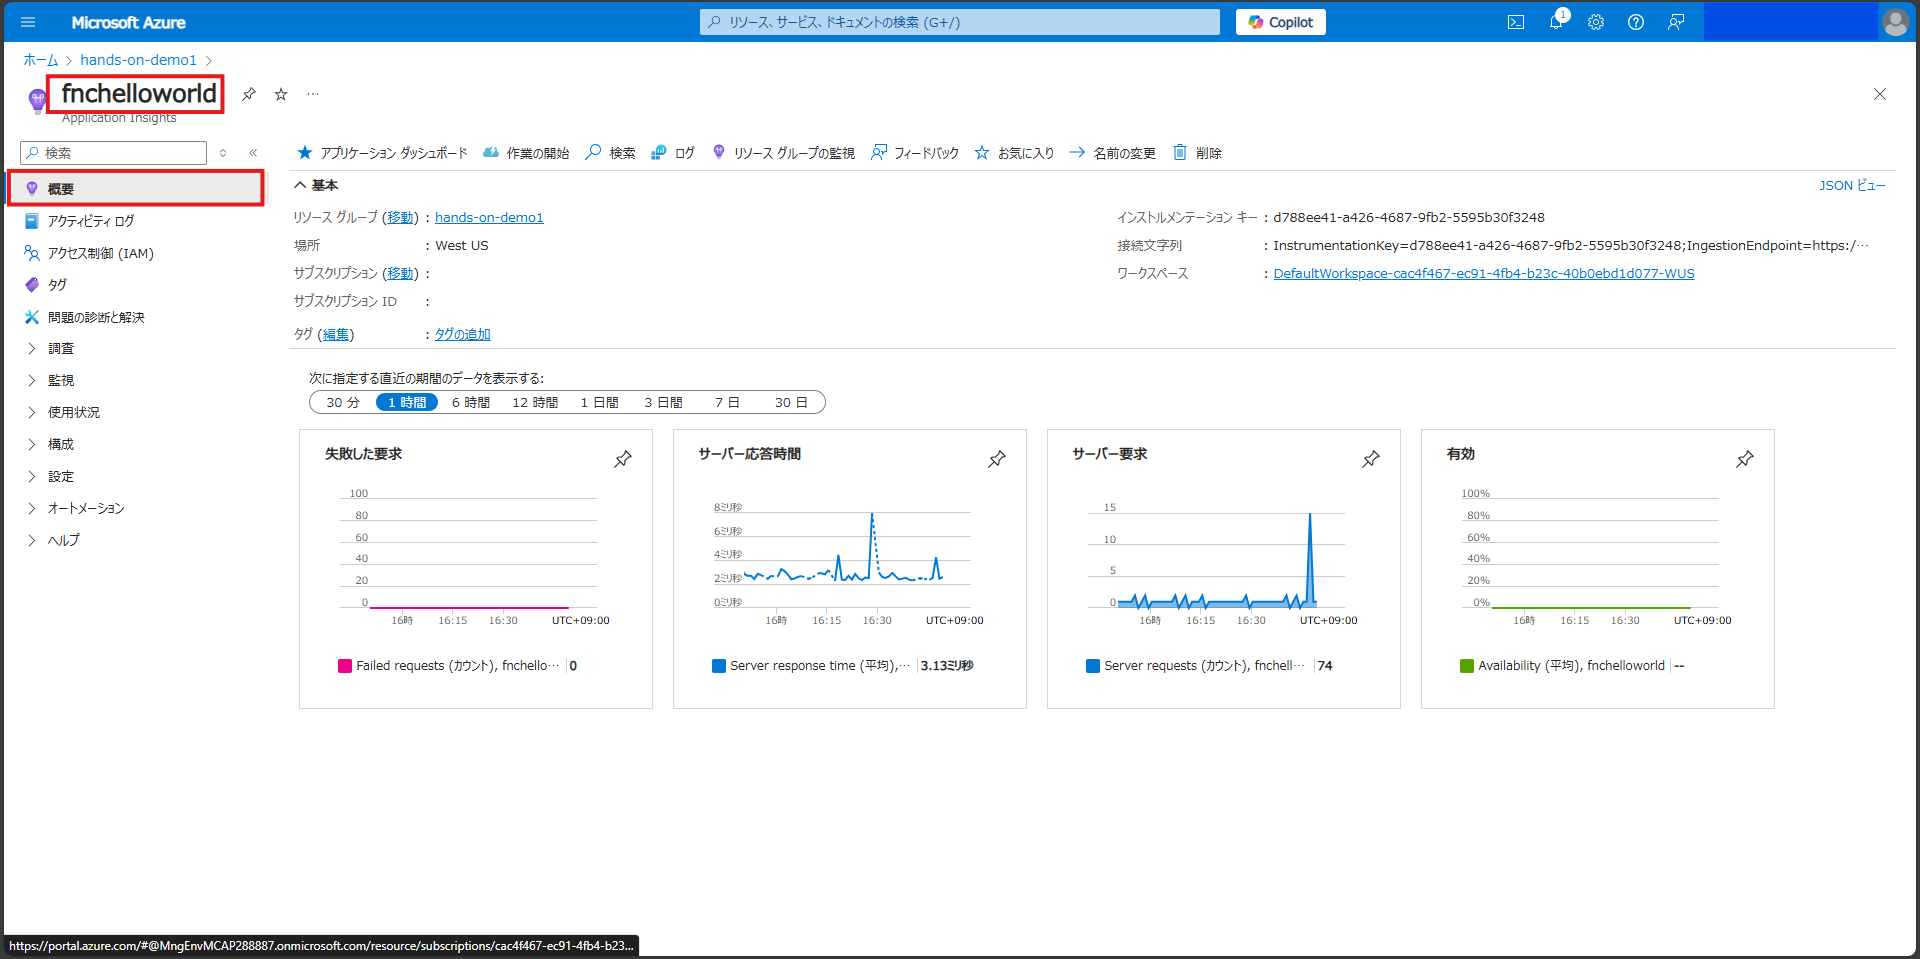 Microsoft Azure
リソース、サービス、ドキュメントの検索 (G+/)
Copilot
1
ホーム
hands-on-demo1
fnchelloworld
Application Insights
検索
アプリケーション ダッシュボード
作業の開始
検索
ログ
リソース グループの監視
フィードバック
お気に入り
名前の変更
削除
概要
アクティビティ ログ
アクセス制御 (IAM)
タグ
問題の診断と解決
調査
監視
使用状況
構成
設定
オートメーション
ヘルプ
基本
JSON ビュー
リソース グループ (移動) : hands-on-demo1
場所 : West US
サブスクリプション (移動) :
サブスクリプション ID :
タグ (編集) : タグの追加
インストルメンテーション キー : d788ee41-a426-4687-9fb2-5595b30f3248
接続文字列 : InstrumentationKey=d788ee41-a426-4687-9fb2-5595b30f3248;IngestionEndpoint=https:/···
ワークスペース : DefaultWorkspace-cac4f467-ec91-4fb4-b23c-40b0ebd1d077-WUS
次に指定する直近の期間のデータを表示する:
30 分 1 時間 6 時間 12 時間 1 日間 3 日間 7 日 30 日
失敗した要求
100
80
60
40
20
0
16時 16:15 16:30 UTC+09:00
Failed requests (カウント), fnchello··· 0
サーバー応答時間
8ミリ秒
6ミリ秒
4ミリ秒
2ミリ秒
0ミリ秒
16時 16:15 16:30 UTC+09:00
Server response time (平均),··· 3.13ミリ秒
サーバー要求
15
10
5
0
16時 16:15 16:30 UTC+09:00
Server requests (カウント), fnchell··· 74
有効
100%
80%
60%
40%
20%
0%
16時 16:15 16:30 UTC+09:00
Availability (平均), fnchelloworld --
https://portal.azure.com/#@MngEnvMCAP288887.onmicrosoft.com/resource/subscriptions/cac4f467-ec91-4fb4-b23...